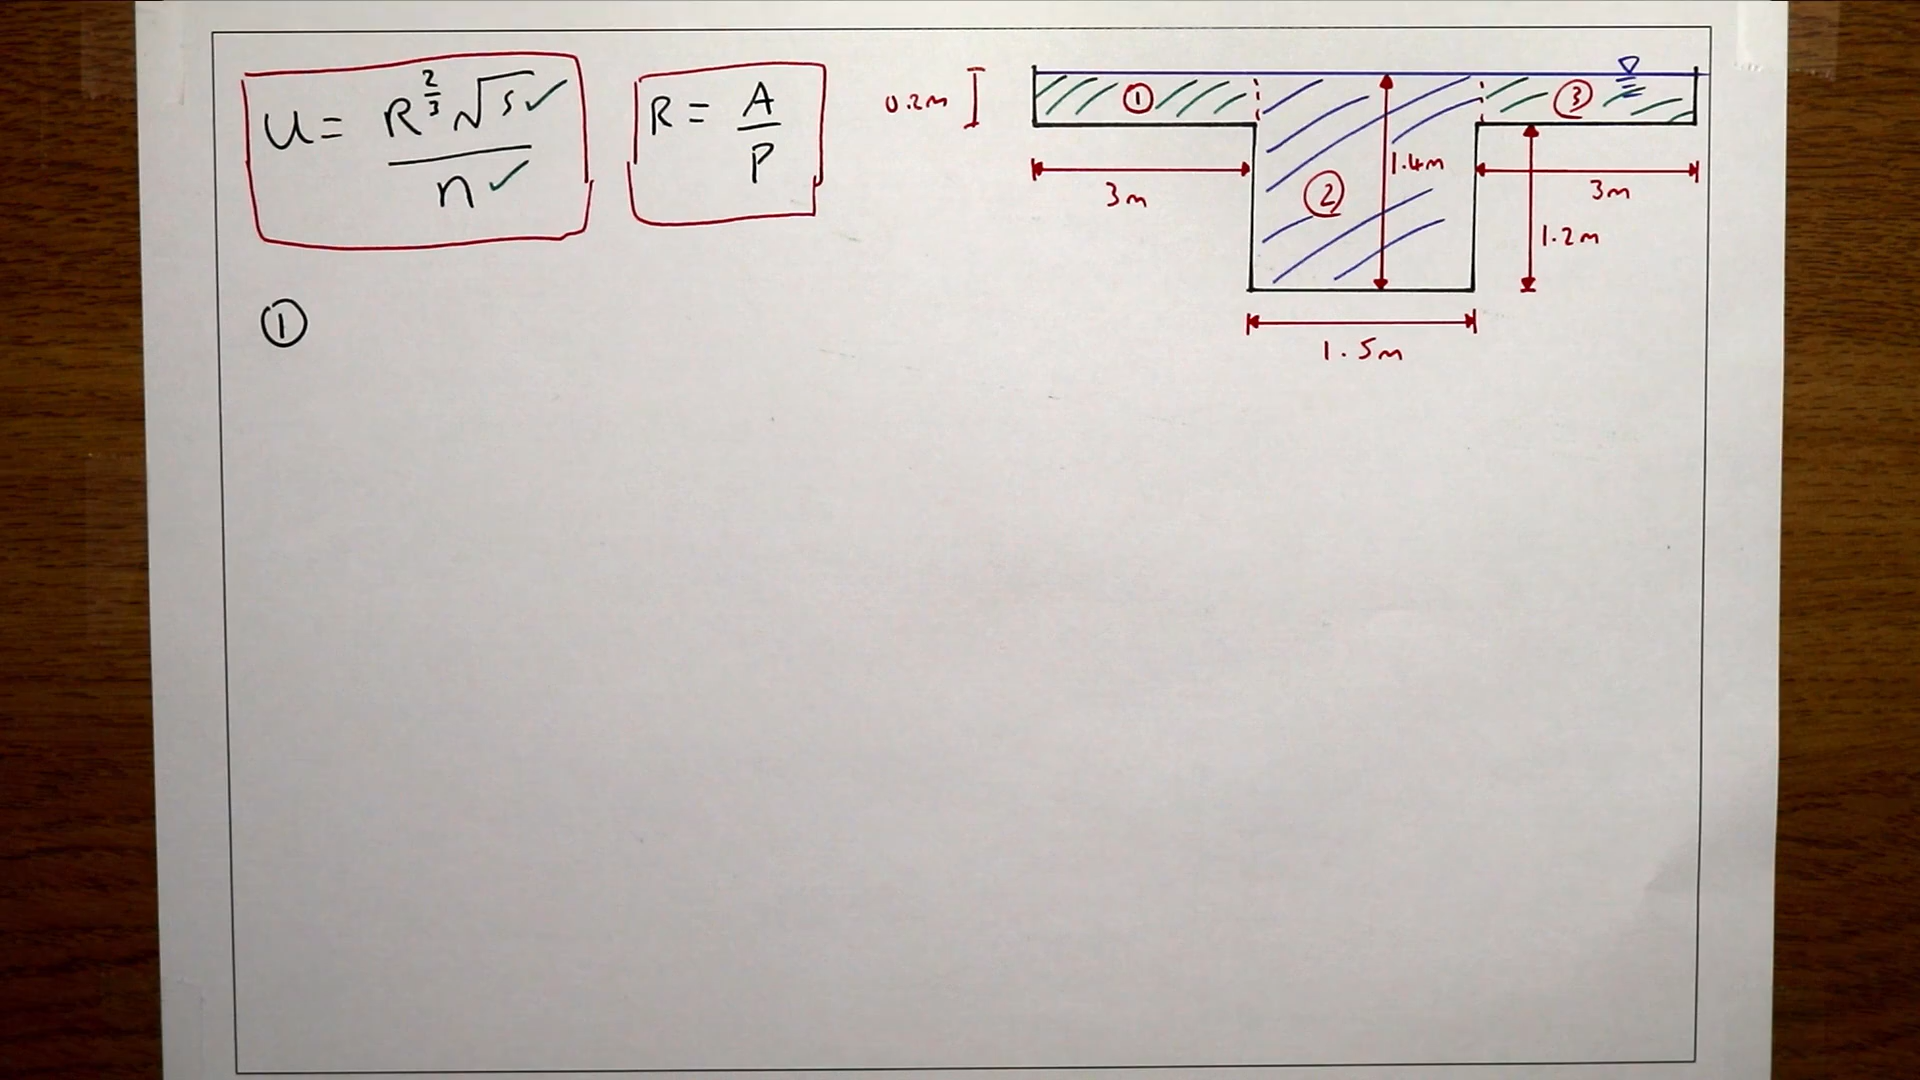 U = R^{2/3} √s ✓ / n ✓
R = A / P
0.2m
①
②
③
1.4m
3m
3m
1.2m
1.5m
①